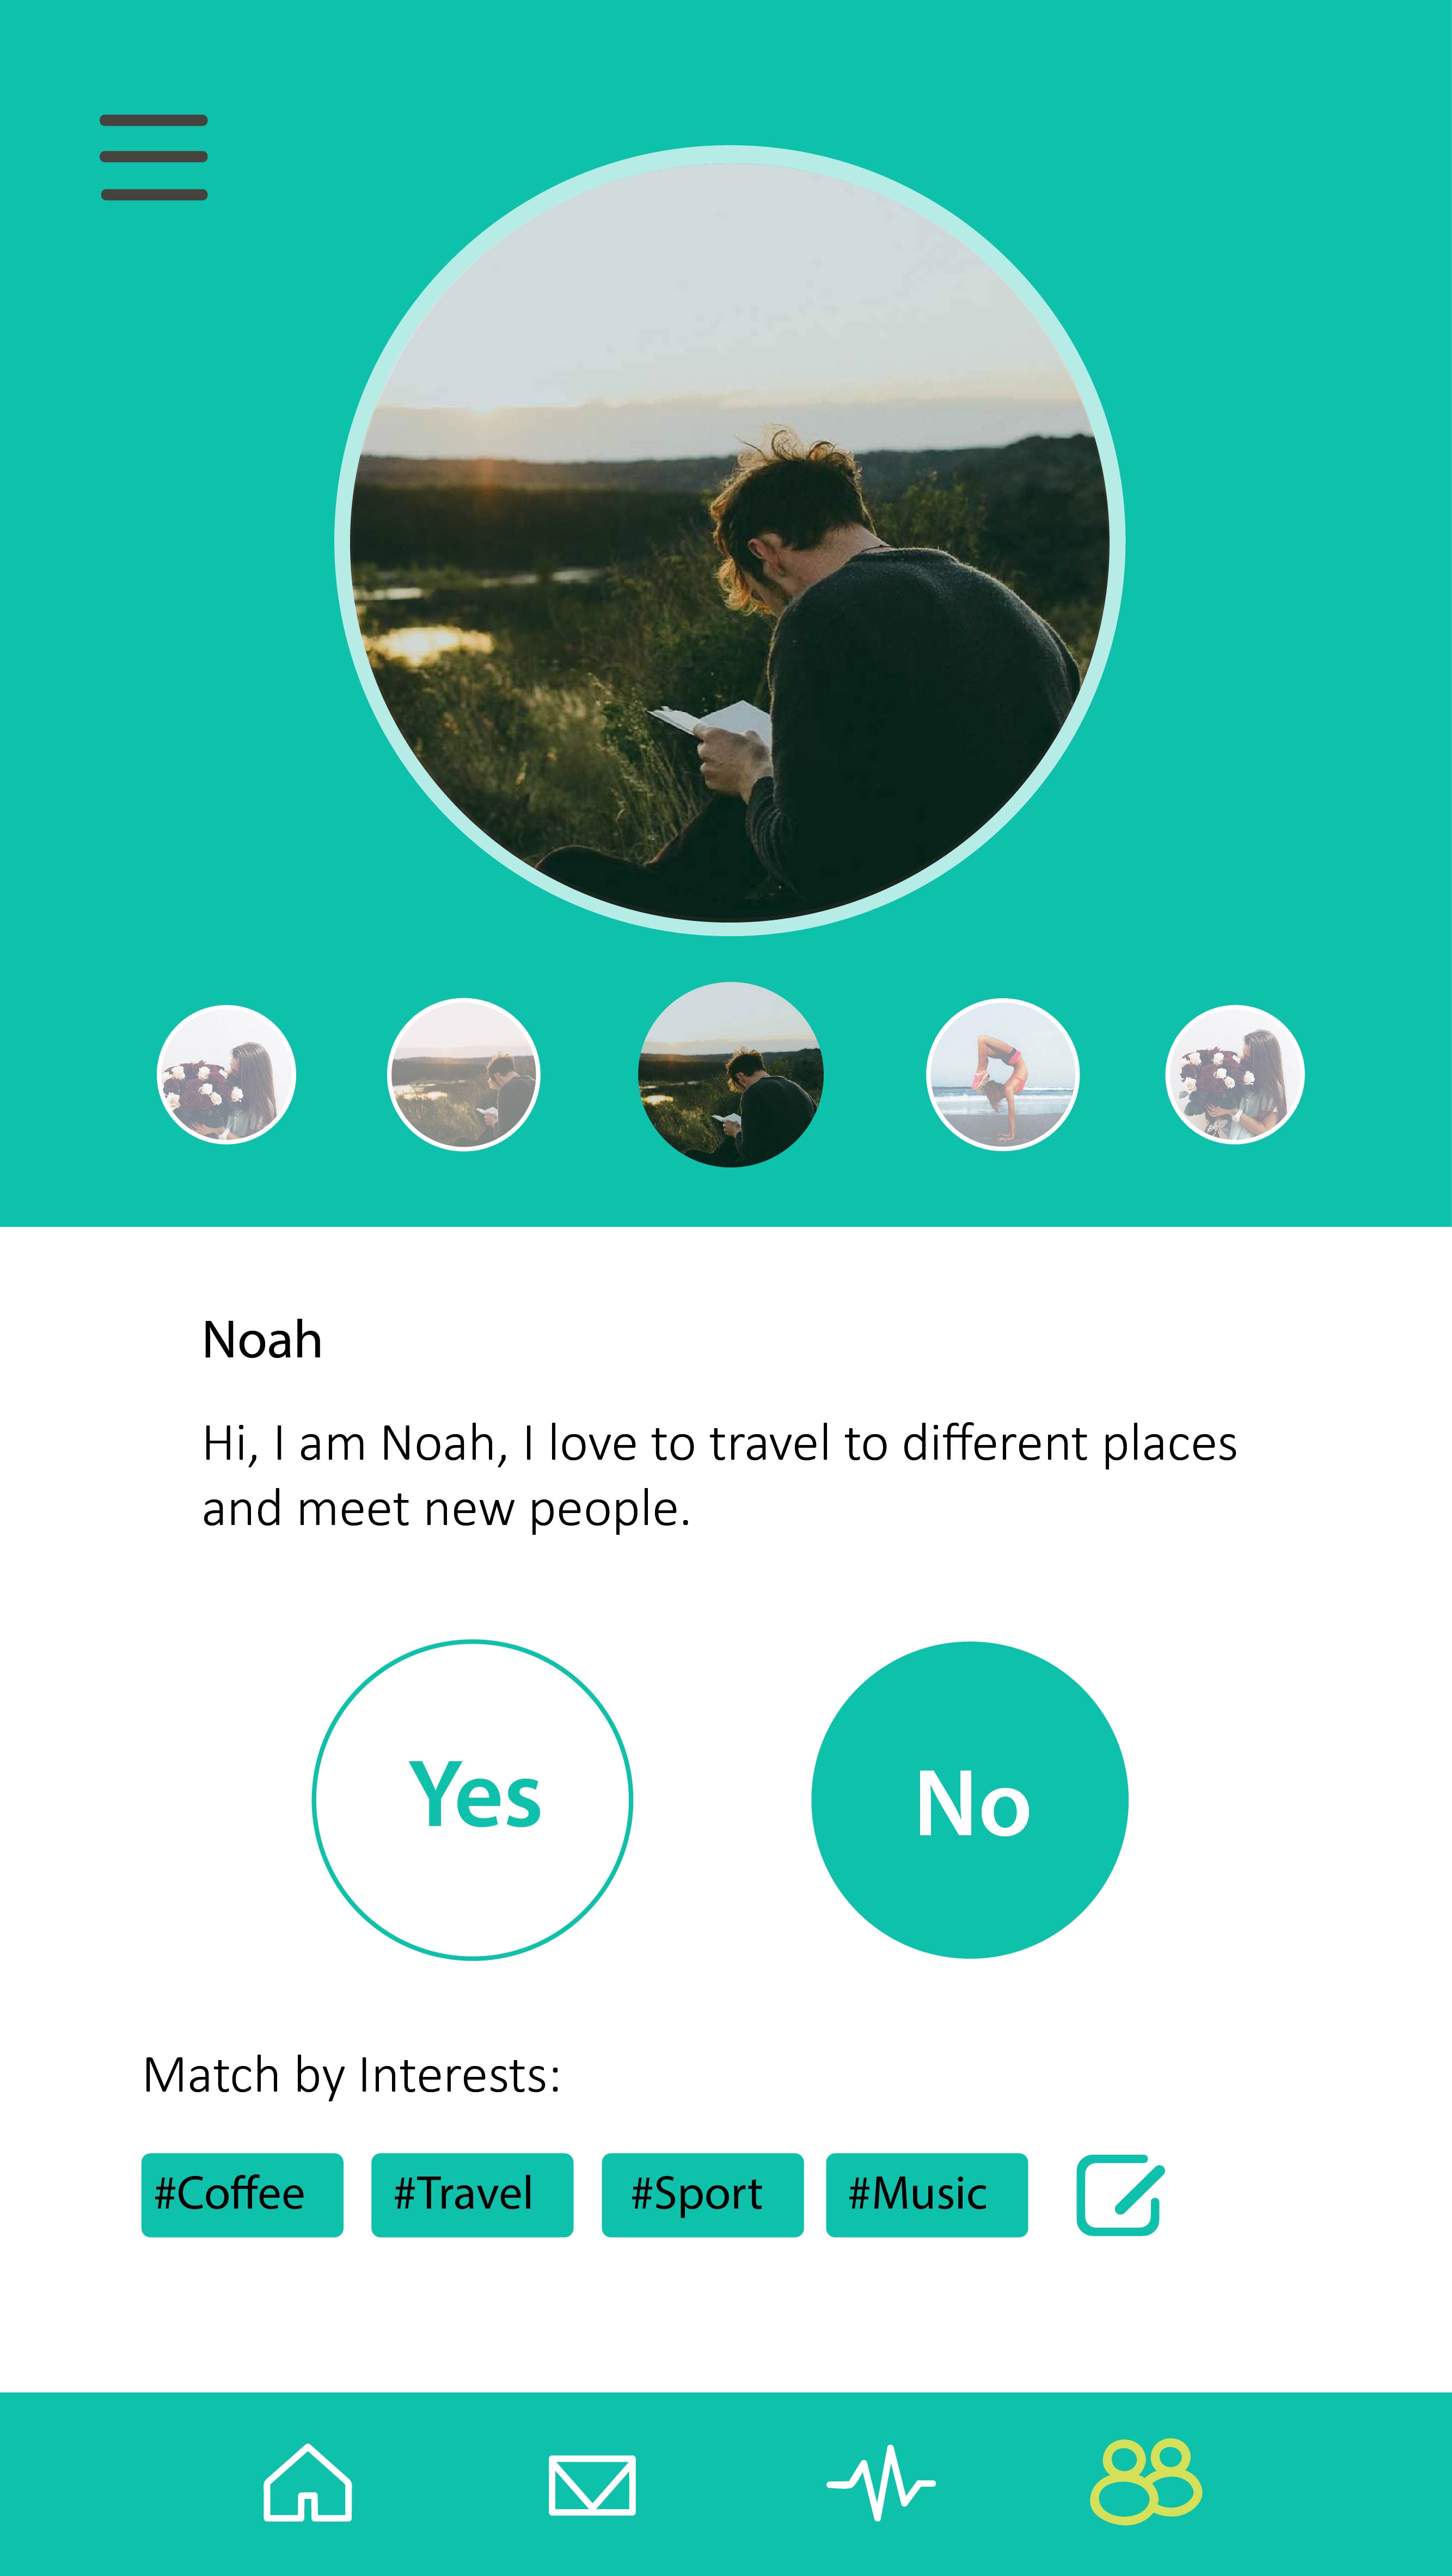 Noah
Hi, I am Noah, I love to travel to different places
and meet new people.
Yes
No
Match by Interests:
#Coffee
#Travel
#Sport
#Music